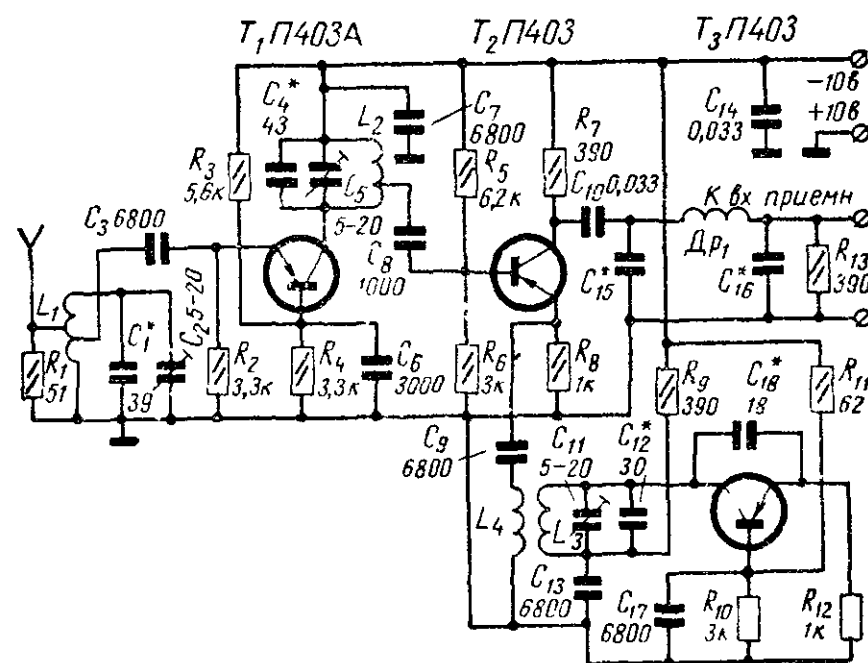 T₁ П403А
T₂ П403
T₃ П403
−10в
+10в
C₄*
43
L₂
C₇
6800
R₇
390
C₁₄
0,033
R₃
5,6к
C₅
5-20
R₅
6,2к
C₁₀ 0,033
К вх приемн
C₃ 6800
C₈
1000
Др₁
C₁₅*
C₁₆*
R₁₃
390
L₁
C₁*
39
C₂ 5-20
R₁
51
R₂
3,3к
R₄
3,3к
C₆
3000
R₆
3к
R₈
1к
R₉
390
C₁₈*
18
R₁₁
62
C₉
6800
C₁₁
5-20
C₁₂*
30
L₄
L₃
C₁₃
6800
C₁₇
6800
R₁₀
3к
R₁₂
1к